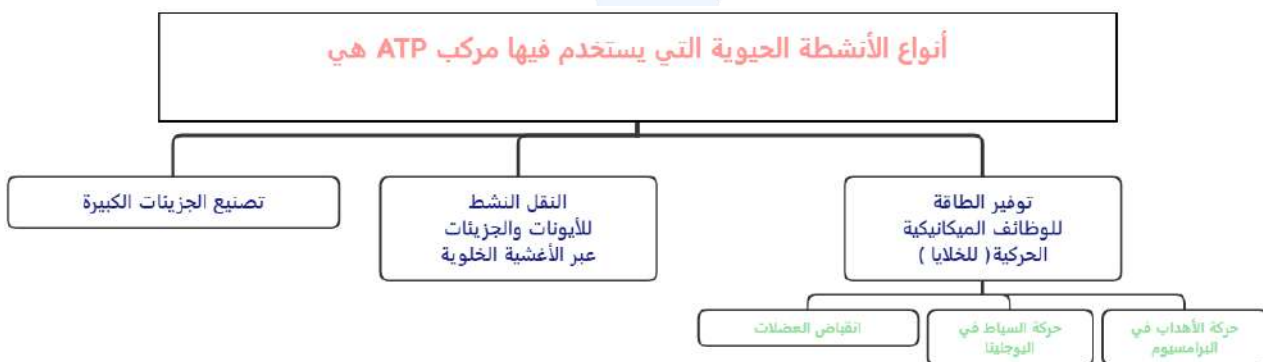 أنواع الأنشطة الحيوية التي يستخدم فيها مركب ATP هي
توفير الطاقة
للوظائف الميكانيكية
الحركية( للخلايا )
النقل النشط
للأيونات والجزيئات
عبر الأغشية الخلوية
تصنيع الجزيئات الكبيرة
حركة الأهداب في
البرامسيوم
حركة السياط في
اليوجلينا
انقباض العضلات